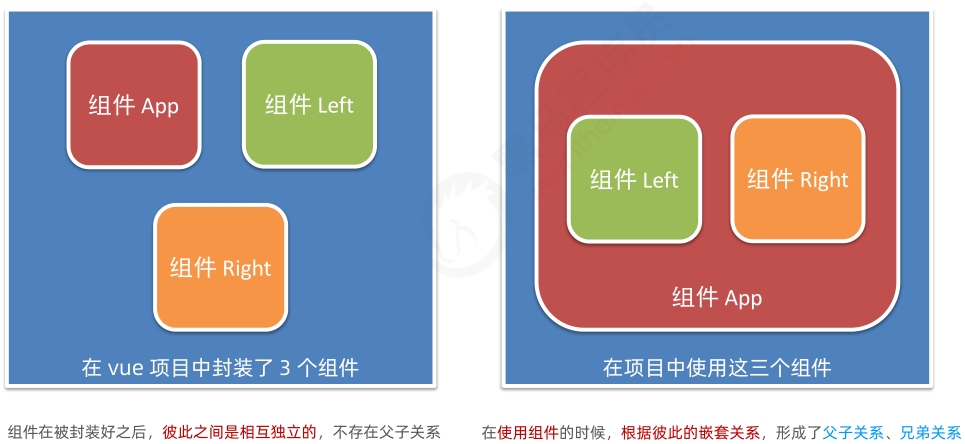 组件 App
组件 Left
组件 Right
在 vue 项目中封装了 3 个组件
组件在被封装好之后，彼此之间是相互独立的，不存在父子关系
组件 Left
组件 Right
组件 App
在项目中使用这三个组件
在使用组件的时候，根据彼此的嵌套关系，形成了父子关系、兄弟关系